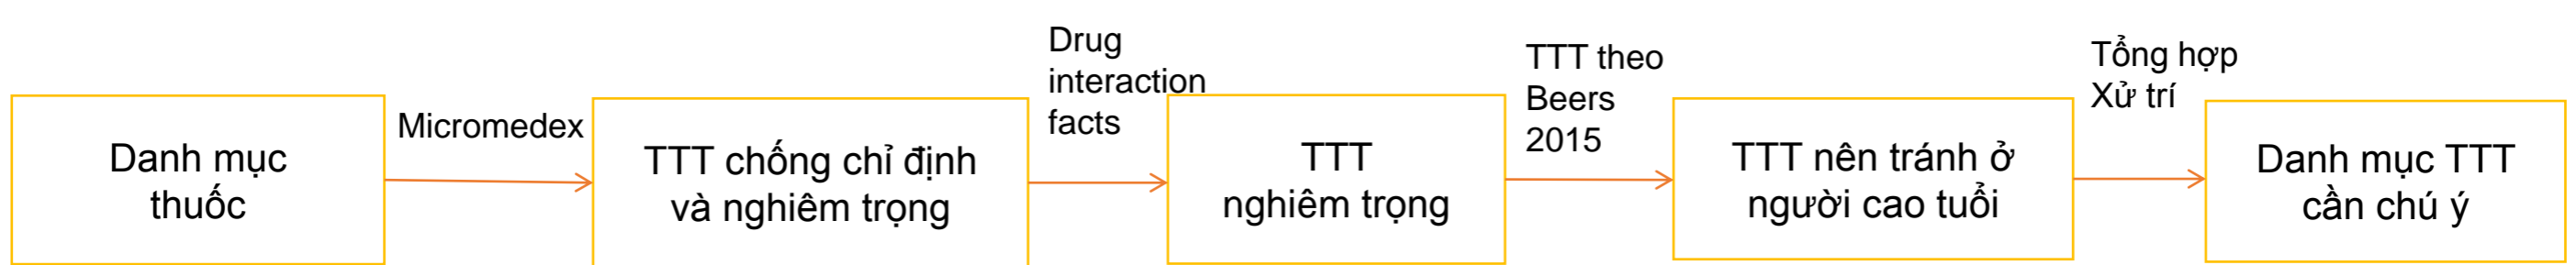 Danh mục
thuốc
Micromedex
TTT chống chỉ định
và nghiêm trọng
Drug
interaction
facts
TTT
nghiêm trọng
TTT theo
Beers
2015
TTT nên tránh ở
người cao tuổi
Tổng hợp
Xử trí
Danh mục TTT
cần chú ý